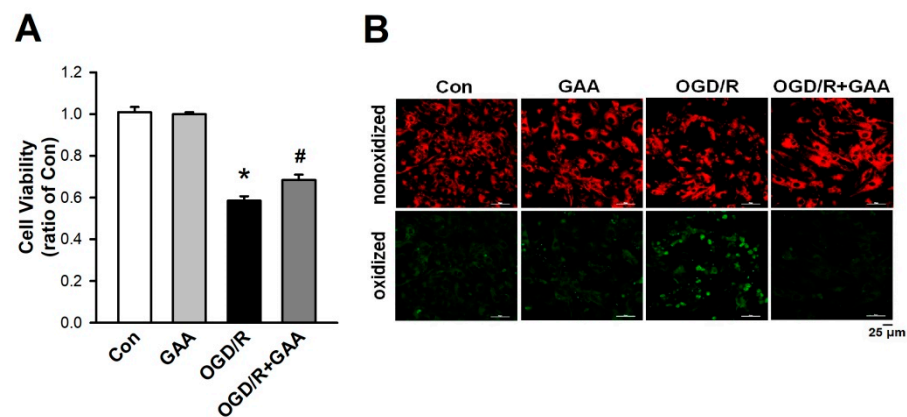 A
B
Cell Viability
(ratio of Con)
1.2
1.0
0.8
0.6
0.4
0.2
0.0
*
#
Con
GAA
OGD/R
OGD/R+GAA
Con
GAA
OGD/R
OGD/R+GAA
nonoxidized
oxidized
25 µm